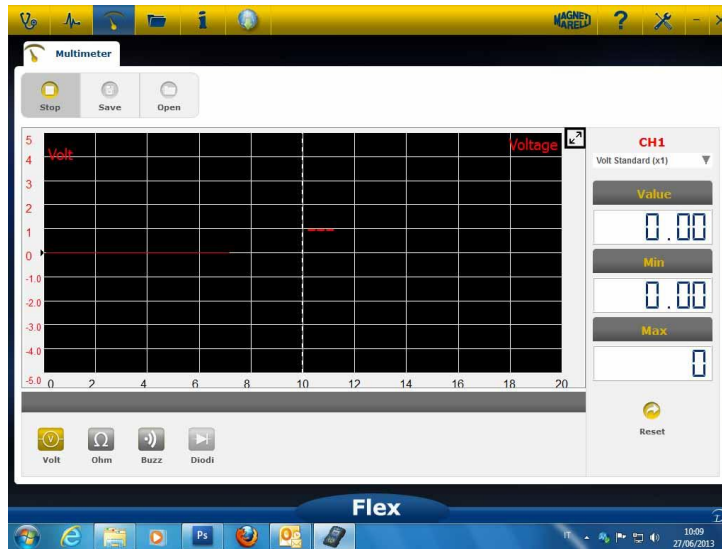 MAGNETI
MARELLI
?
Multimeter
Stop
Save
Open
5
4
3
2
1
0
-1.0
-2.0
-3.0
-4.0
-5.0
Volt
Voltage
0 2 4 6 8 10 12 14 16 18 20
CH1
Volt Standard (x1)
Value
0.00
Min
0.00
Max
0
Reset
Volt
Ohm
Buzz
Diodi
Flex
Ps
IT
10:09
27/06/2013